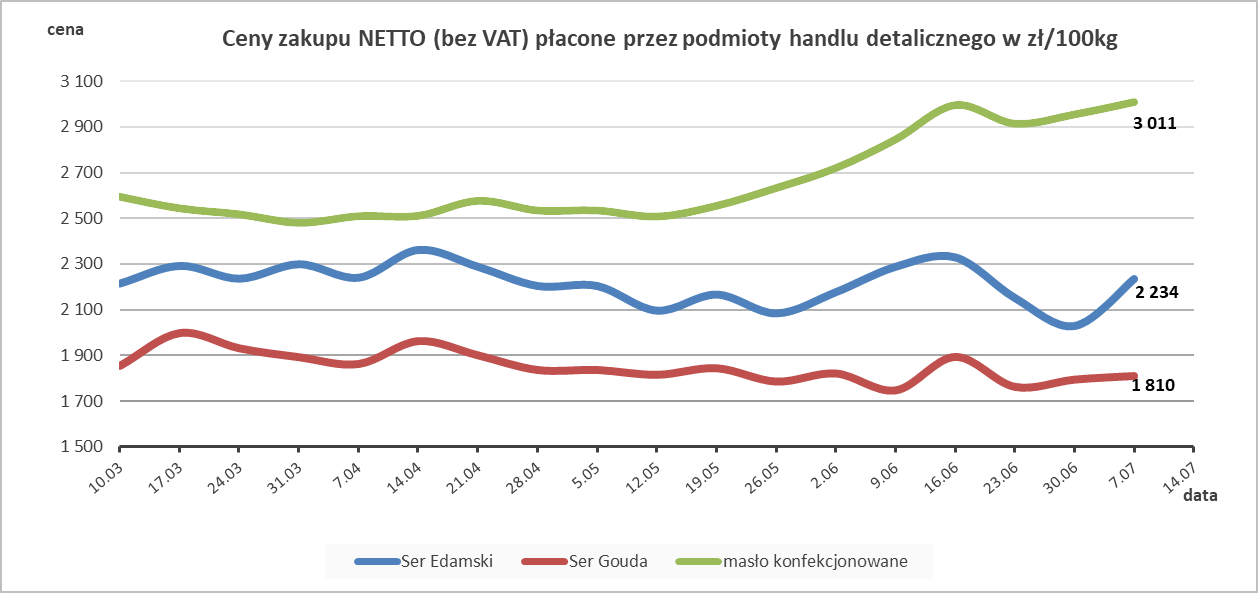 cena
Ceny zakupu NETTO (bez VAT) płacone przez podmioty handlu detalicznego w zł/100kg
3 100
2 900
2 700
2 500
2 300
2 100
1 900
1 700
1 500
3 011
2 234
1 810
10.03 17.03 24.03 31.03 7.04 14.04 21.04 28.04 5.05 12.05 19.05 26.05 2.06 9.06 16.06 23.06 30.06 7.07 14.07
data
Ser Edamski Ser Gouda masło konfekcjonowane